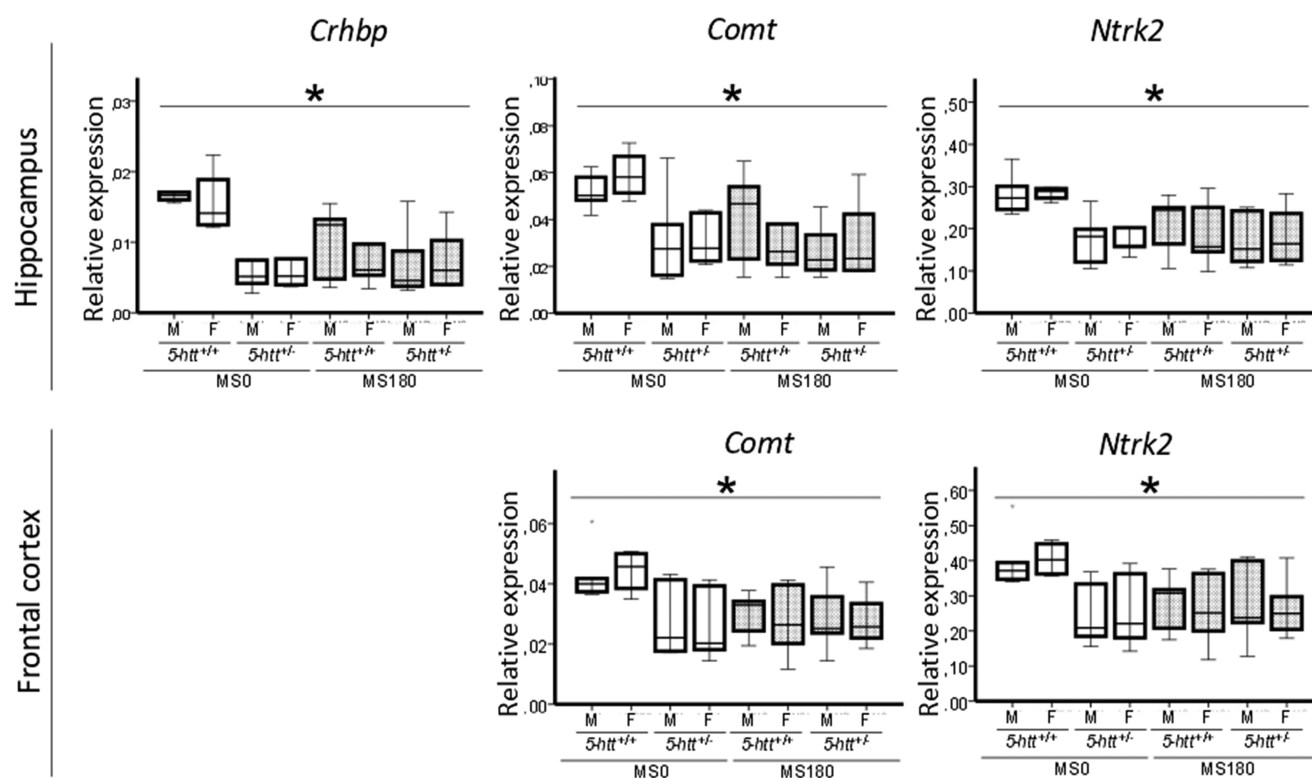 Crhbp Comt Ntrk2
Hippocampus
Relative expression
,03
,02
,01
,00
*
M F M F M F M F
5-htt+/+ 5-htt+/- 5-htt+/+ 5-htt+/-
MS0 MS180
Relative expression
,10
,08
,06
,04
,02
,00
*
M F M F M F M F
5-htt+/+ 5-htt+/- 5-htt+/+ 5-htt+/-
MS0 MS180
Relative expression
,50
,40
,30
,20
,10
,00
*
M F M F M F M F
5-htt+/+ 5-htt+/- 5-htt+/+ 5-htt+/-
MS0 MS180
Comt Ntrk2
Frontal cortex
Relative expression
,06
,04
,02
,00
*
M F M F M F M F
5-htt+/+ 5-htt+/- 5-htt+/+ 5-htt+/-
MS0 MS180
Relative expression
,60
,50
,40
,30
,20
,10
,00
*
M F M F M F M F
5-htt+/+ 5-htt+/- 5-htt+/+ 5-htt+/-
MS0 MS180